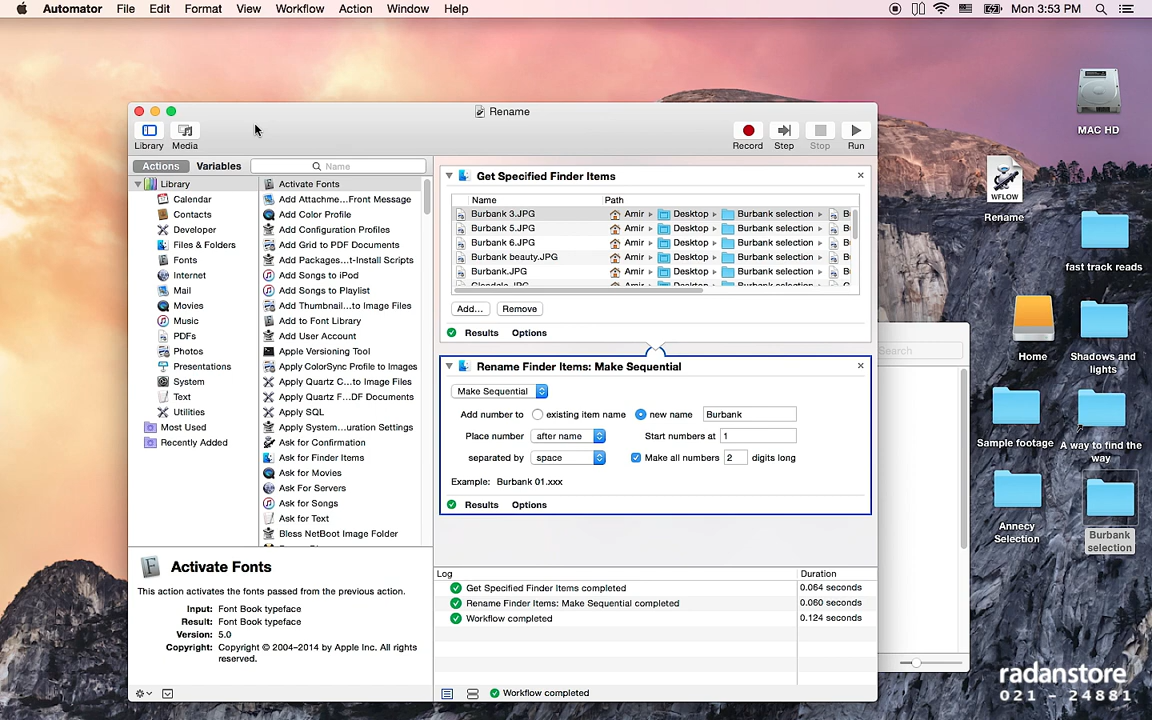 Automator File Edit Format View Workflow Action Window Help
Mon 3:53 PM
Rename
Library Media
Record Step Stop Run
Actions Variables
Name
Library
Calendar
Contacts
Developer
Files & Folders
Fonts
Internet
Mail
Movies
Music
PDFs
Photos
Presentations
System
Text
Utilities
Most Used
Recently Added
Activate Fonts
Add Attachme...Front Message
Add Color Profile
Add Configuration Profiles
Add Grid to PDF Documents
Add Packages...t-Install Scripts
Add Songs to iPod
Add Songs to Playlist
Add Thumbnail...to Image Files
Add to Font Library
Add User Account
Apply Versioning Tool
Apply ColorSync Profile to Images
Apply Quartz C...to Image Files
Apply Quartz F...DF Documents
Apply SQL
Apply System...uration Settings
Ask for Confirmation
Ask for Finder Items
Ask for Movies
Ask For Servers
Ask for Songs
Ask for Text
Bless NetBoot Image Folder
Activate Fonts
This action activates the fonts passed from the previous action.
Input: Font Book typeface
Result: Font Book typeface
Version: 5.0
Copyright: Copyright © 2004–2014 by Apple Inc. All rights
reserved.
Get Specified Finder Items
Name Path
Burbank 3.JPG Amir Desktop Burbank selection B
Burbank 5.JPG Amir Desktop Burbank selection B
Burbank 6.JPG Amir Desktop Burbank selection B
Burbank beauty.JPG Amir Desktop Burbank selection B
Burbank.JPG Amir Desktop Burbank selection B
Glendale.JPG Amir Desktop Burbank selection
Add... Remove
Results Options
Rename Finder Items: Make Sequential
Make Sequential
Add number to existing item name new name Burbank
Place number after name Start numbers at 1
separated by space Make all numbers 2 digits long
Example: Burbank 01.xxx
Results Options
Log Duration
Get Specified Finder Items completed 0.064 seconds
Rename Finder Items: Make Sequential completed 0.060 seconds
Workflow completed 0.124 seconds
Workflow completed
Search
MAC HD
WFLOW
Rename
fast track reads
Home
Shadows and
lights
Sample footage
A way to find the
way
Annecy
Selection
Burbank
selection
radanstore
021 - 24881